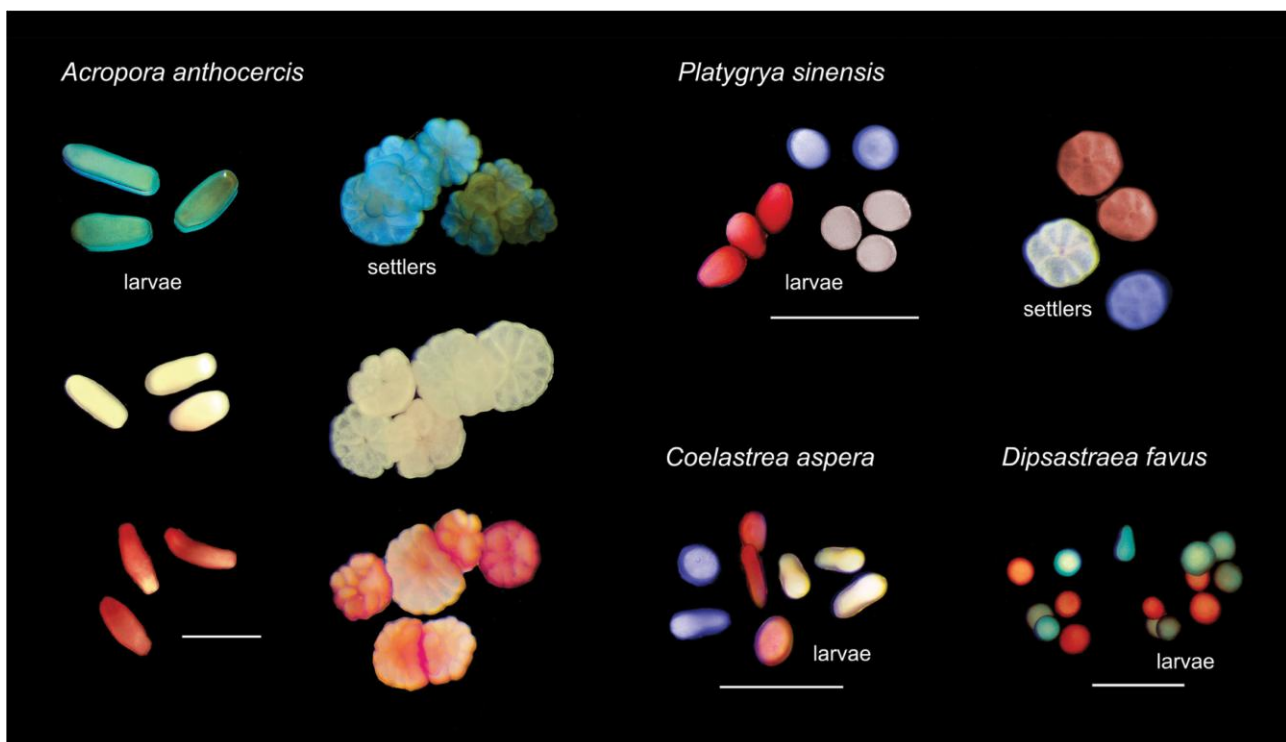 Acropora anthocercis
larvae
settlers
Platygrya sinensis
larvae
settlers
Coelastrea aspera
larvae
Dipsastraea favus
larvae